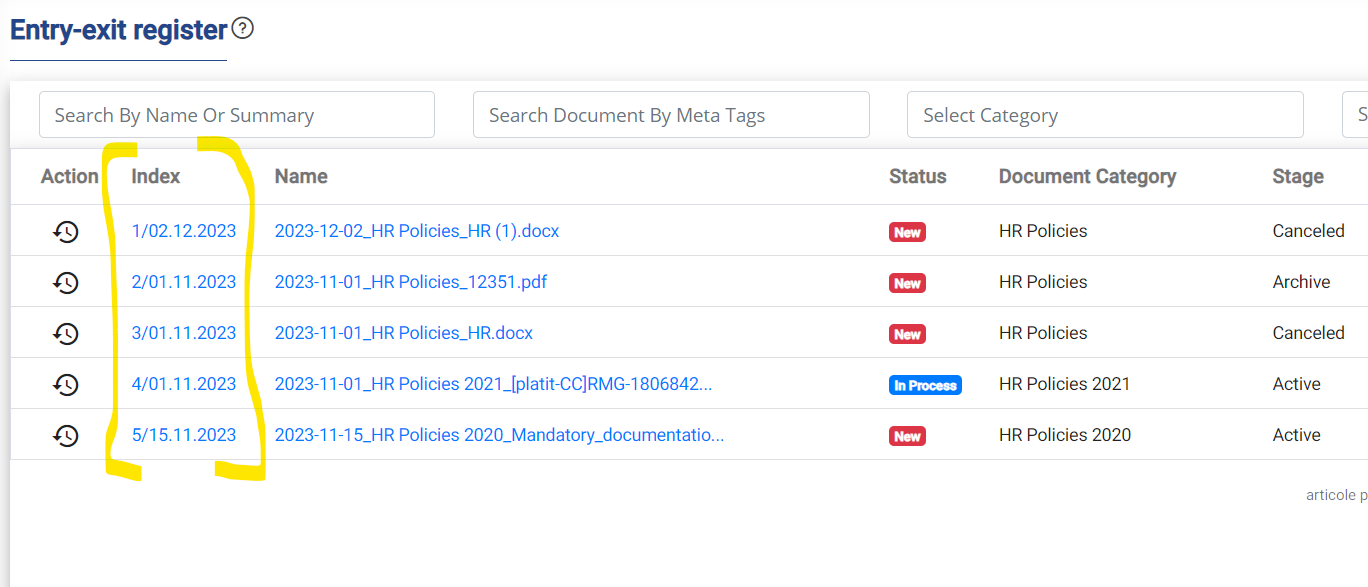 Entry-exit register ?
Search By Name Or Summary Search Document By Meta Tags Select Category S
Action Index Name Status Document Category Stage
1/02.12.2023 2023-12-02_HR Policies_HR (1).docx New HR Policies Canceled
2/01.11.2023 2023-11-01_HR Policies_12351.pdf New HR Policies Archive
3/01.11.2023 2023-11-01_HR Policies_HR.docx New HR Policies Canceled
4/01.11.2023 2023-11-01_HR Policies 2021_[platit-CC]RMG-1806842... In Process HR Policies 2021 Active
5/15.11.2023 2023-11-15_HR Policies 2020_Mandatory_documentatio... New HR Policies 2020 Active
articole p